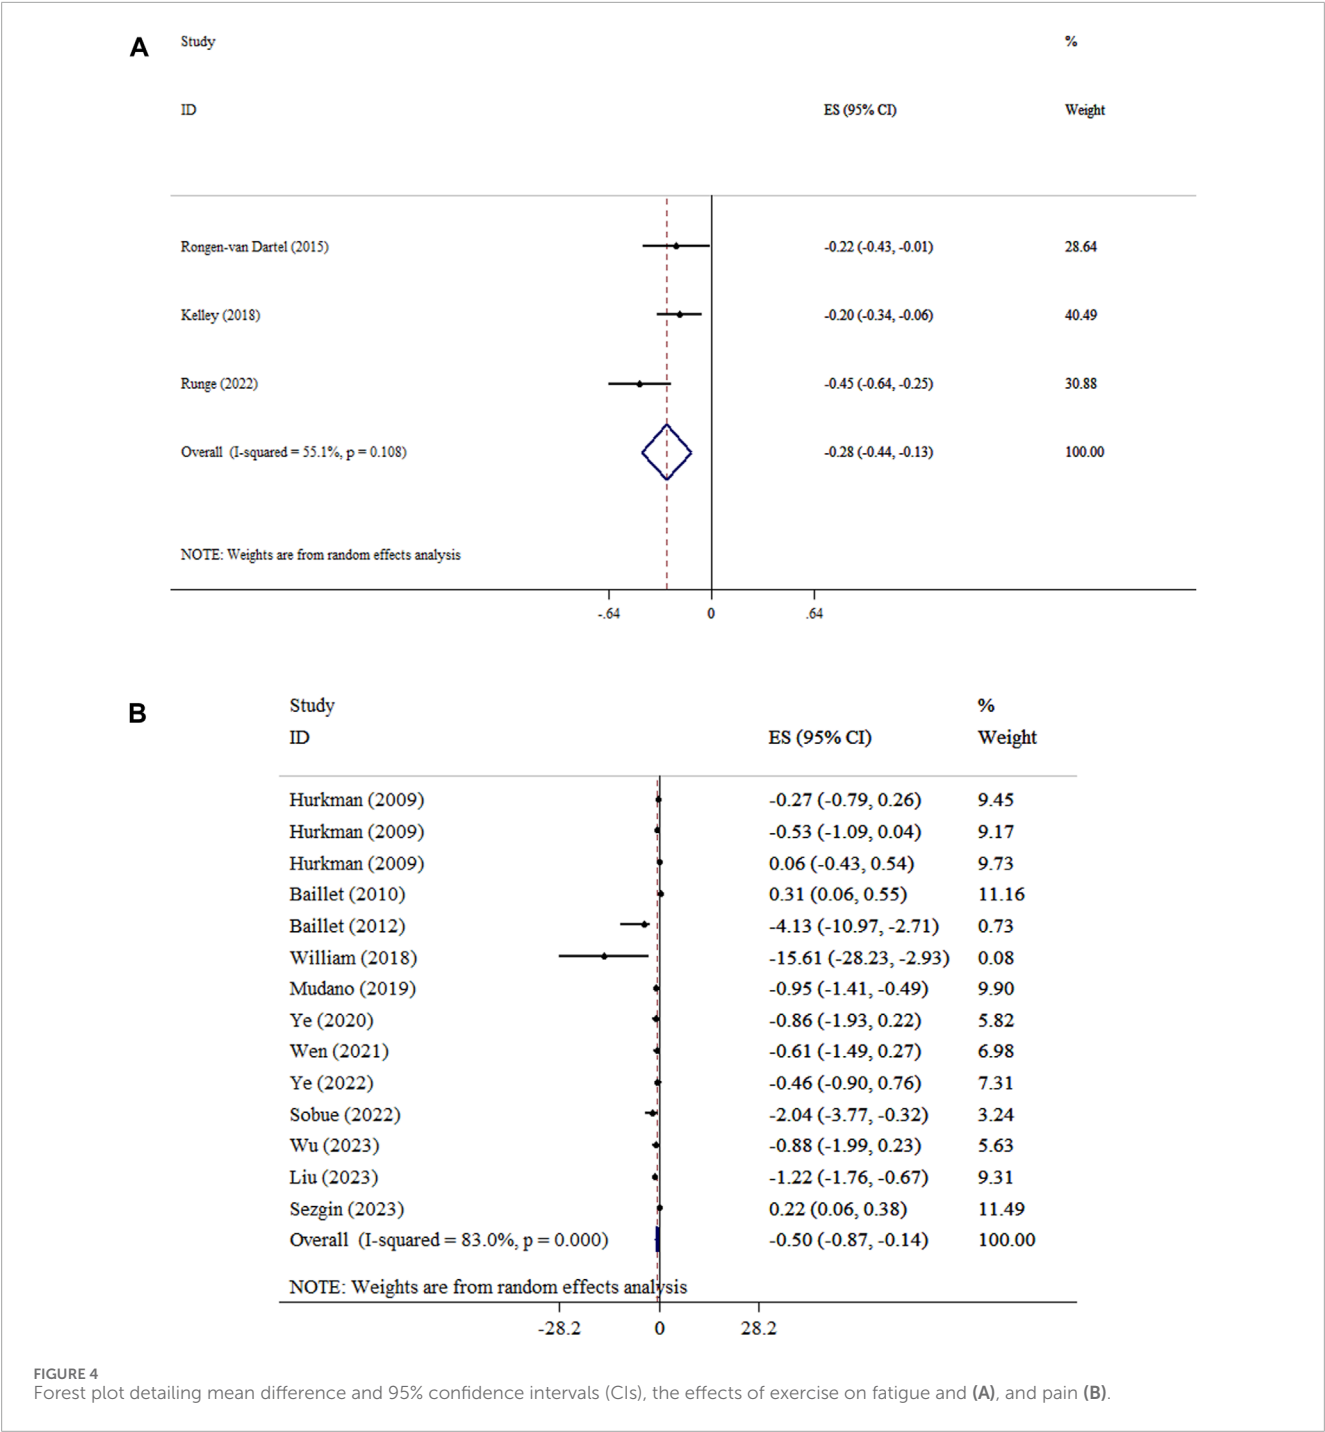 A
Study %
ID ES (95% CI) Weight
Rongen-van Dartel (2015) -0.22 (-0.43, -0.01) 28.64
Kelley (2018) -0.20 (-0.34, -0.06) 40.49
Runge (2022) -0.45 (-0.64, -0.25) 30.88
Overall (I-squared = 55.1%, p = 0.108) -0.28 (-0.44, -0.13) 100.00
NOTE: Weights are from random effects analysis
-.64 0 .64
B
Study %
ID ES (95% CI) Weight
Hurkman (2009) -0.27 (-0.79, 0.26) 9.45
Hurkman (2009) -0.53 (-1.09, 0.04) 9.17
Hurkman (2009) 0.06 (-0.43, 0.54) 9.73
Baillet (2010) 0.31 (0.06, 0.55) 11.16
Baillet (2012) -4.13 (-10.97, -2.71) 0.73
William (2018) -15.61 (-28.23, -2.93) 0.08
Mudano (2019) -0.95 (-1.41, -0.49) 9.90
Ye (2020) -0.86 (-1.93, 0.22) 5.82
Wen (2021) -0.61 (-1.49, 0.27) 6.98
Ye (2022) -0.46 (-0.90, 0.76) 7.31
Sobue (2022) -2.04 (-3.77, -0.32) 3.24
Wu (2023) -0.88 (-1.99, 0.23) 5.63
Liu (2023) -1.22 (-1.76, -0.67) 9.31
Sezgin (2023) 0.22 (0.06, 0.38) 11.49
Overall (I-squared = 83.0%, p = 0.000) -0.50 (-0.87, -0.14) 100.00
NOTE: Weights are from random effects analysis
-28.2 0 28.2
FIGURE 4
Forest plot detailing mean difference and 95% confidence intervals (CIs), the effects of exercise on fatigue and (A), and pain (B).